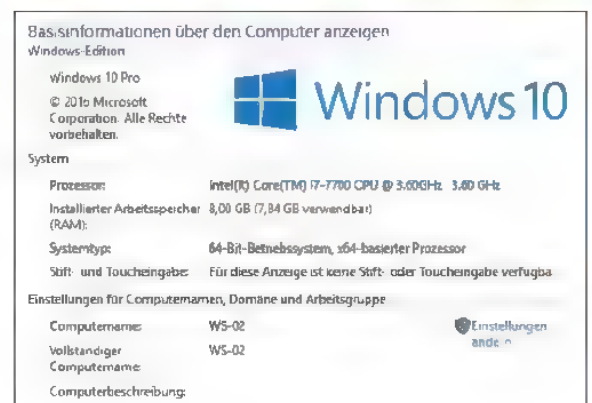 Basisinformationen über den Computer anzeigen
Windows-Edition
Windows 10 Pro
© 2016 Microsoft
Corporation. Alle Rechte
vorbehalten.
Windows 10
System
Prozessor: Intel(R) Core(TM) i7-7700 CPU @ 3.60GHz 3.60 GHz
Installierter Arbeitsspeicher 8,00 GB (7,84 GB verwendbar)
(RAM):
Systemtyp: 64-Bit-Betriebssystem, x64-basierter Prozessor
Stift- und Toucheingabe: Für diese Anzeige ist keine Stift- oder Toucheingabe verfügba
Einstellungen für Computernamen, Domäne und Arbeitsgruppe
Computername: WS-02 Einstellungen
ändern
Vollständiger WS-02
Computername:
Computerbeschreibung: